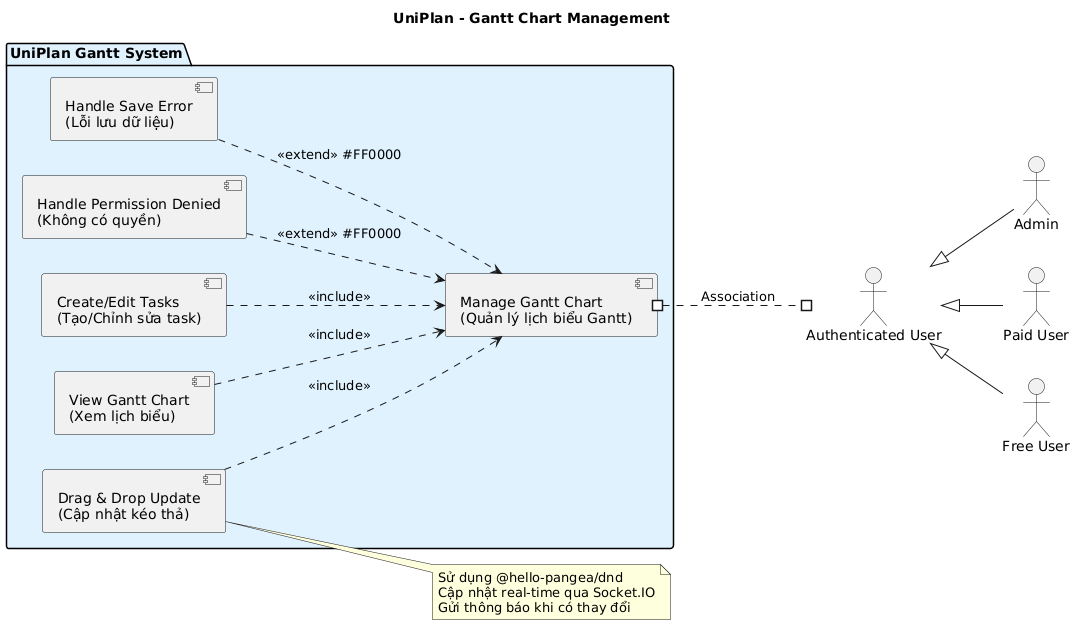 UniPlan - Gantt Chart Management
UniPlan Gantt System
Handle Save Error
(Lỗi lưu dữ liệu)
«extend» #FF0000
Handle Permission Denied
(Không có quyền)
«extend» #FF0000
Create/Edit Tasks
(Tạo/Chỉnh sửa task)
«include»
View Gantt Chart
(Xem lịch biểu)
«include»
Drag & Drop Update
(Cập nhật kéo thả)
«include»
Manage Gantt Chart
(Quản lý lịch biểu Gantt)
Association
Authenticated User
Admin
Paid User
Free User
Sử dụng @hello-pangea/dnd
Cập nhật real-time qua Socket.IO
Gửi thông báo khi có thay đổi